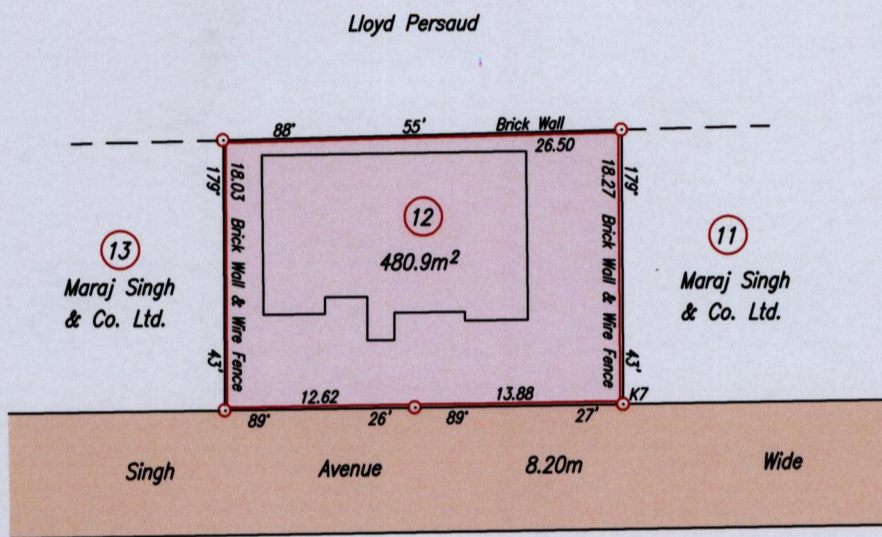 Lloyd Persaud
88° 55' Brick Wall
26.50
179° 18.03 Brick Wall & Wire Fence 43'
18.27 Brick Wall & Wire Fence
179° 43'
12
480.9m²
13
Maraj Singh
& Co. Ltd.
11
Maraj Singh
& Co. Ltd.
12.62 13.88 K7
89° 26' 89° 27'
Singh Avenue 8.20m Wide